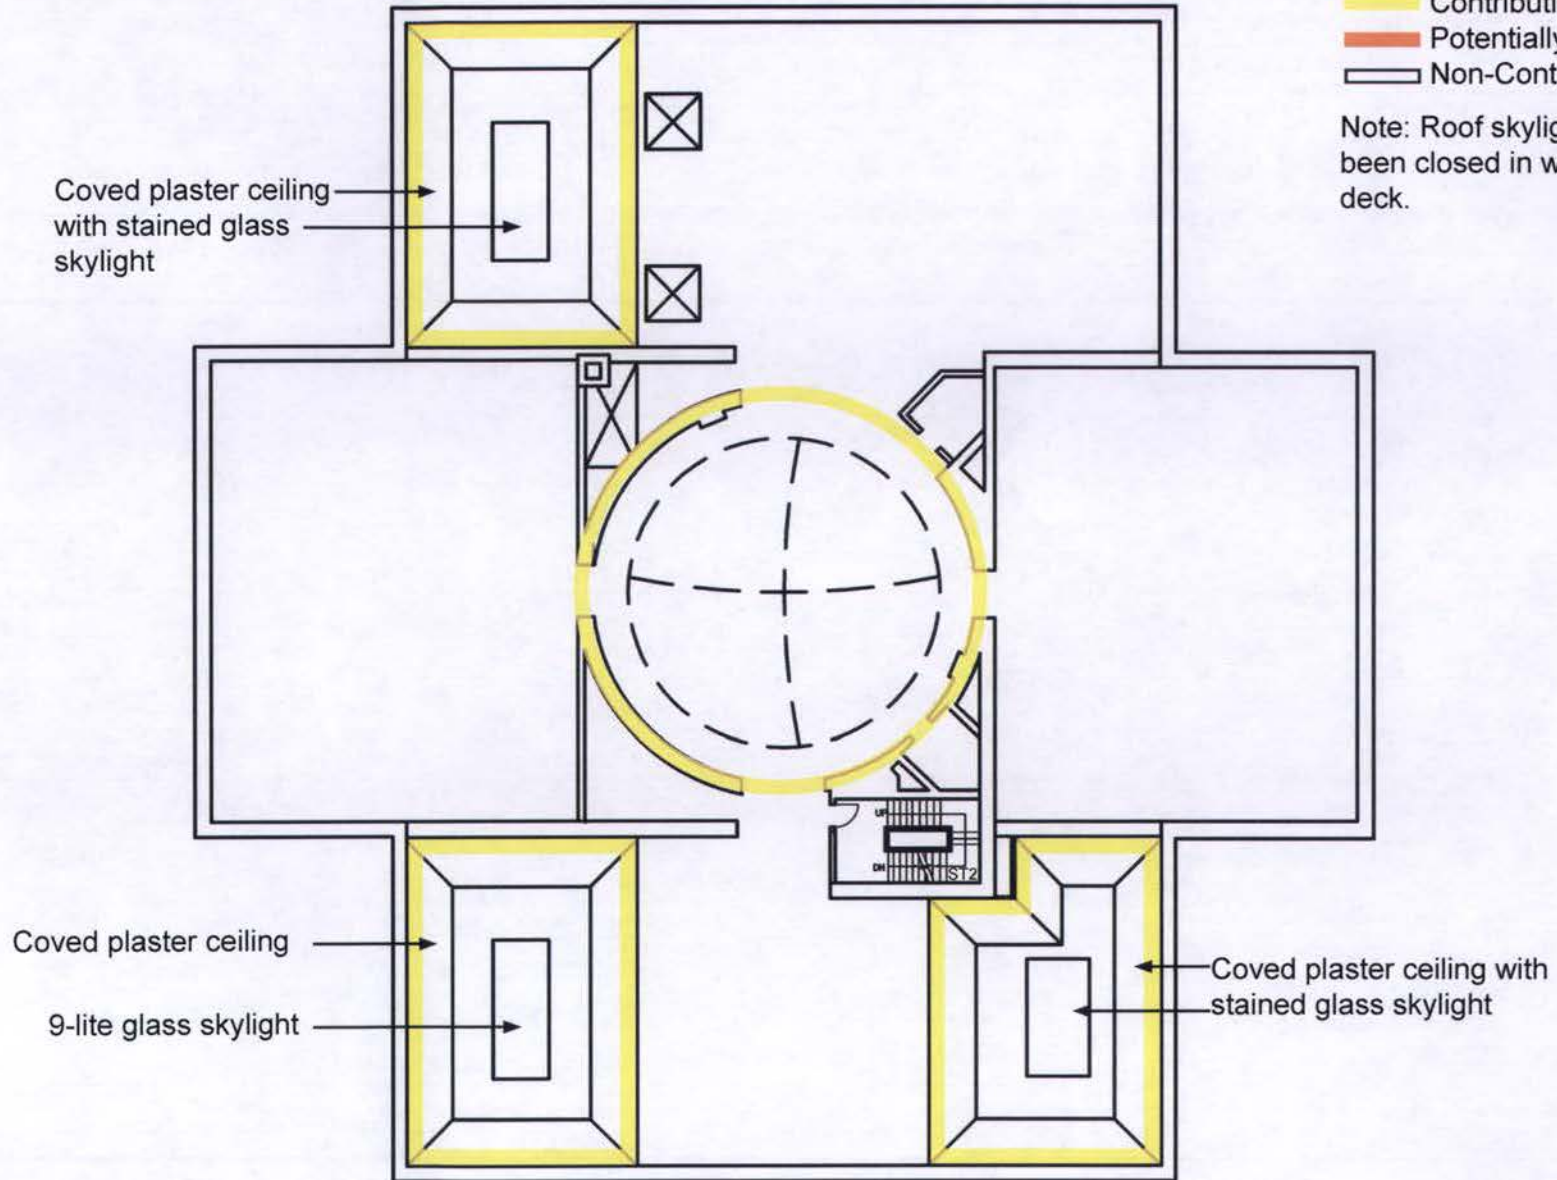 Contributi
Potentially
Non-Cont
Note: Roof skylig
been closed in w
deck.
Coved plaster ceiling
with stained glass
skylight
UP
DN
ST2
Coved plaster ceiling
9-lite glass skylight
Coved plaster ceiling with
stained glass skylight